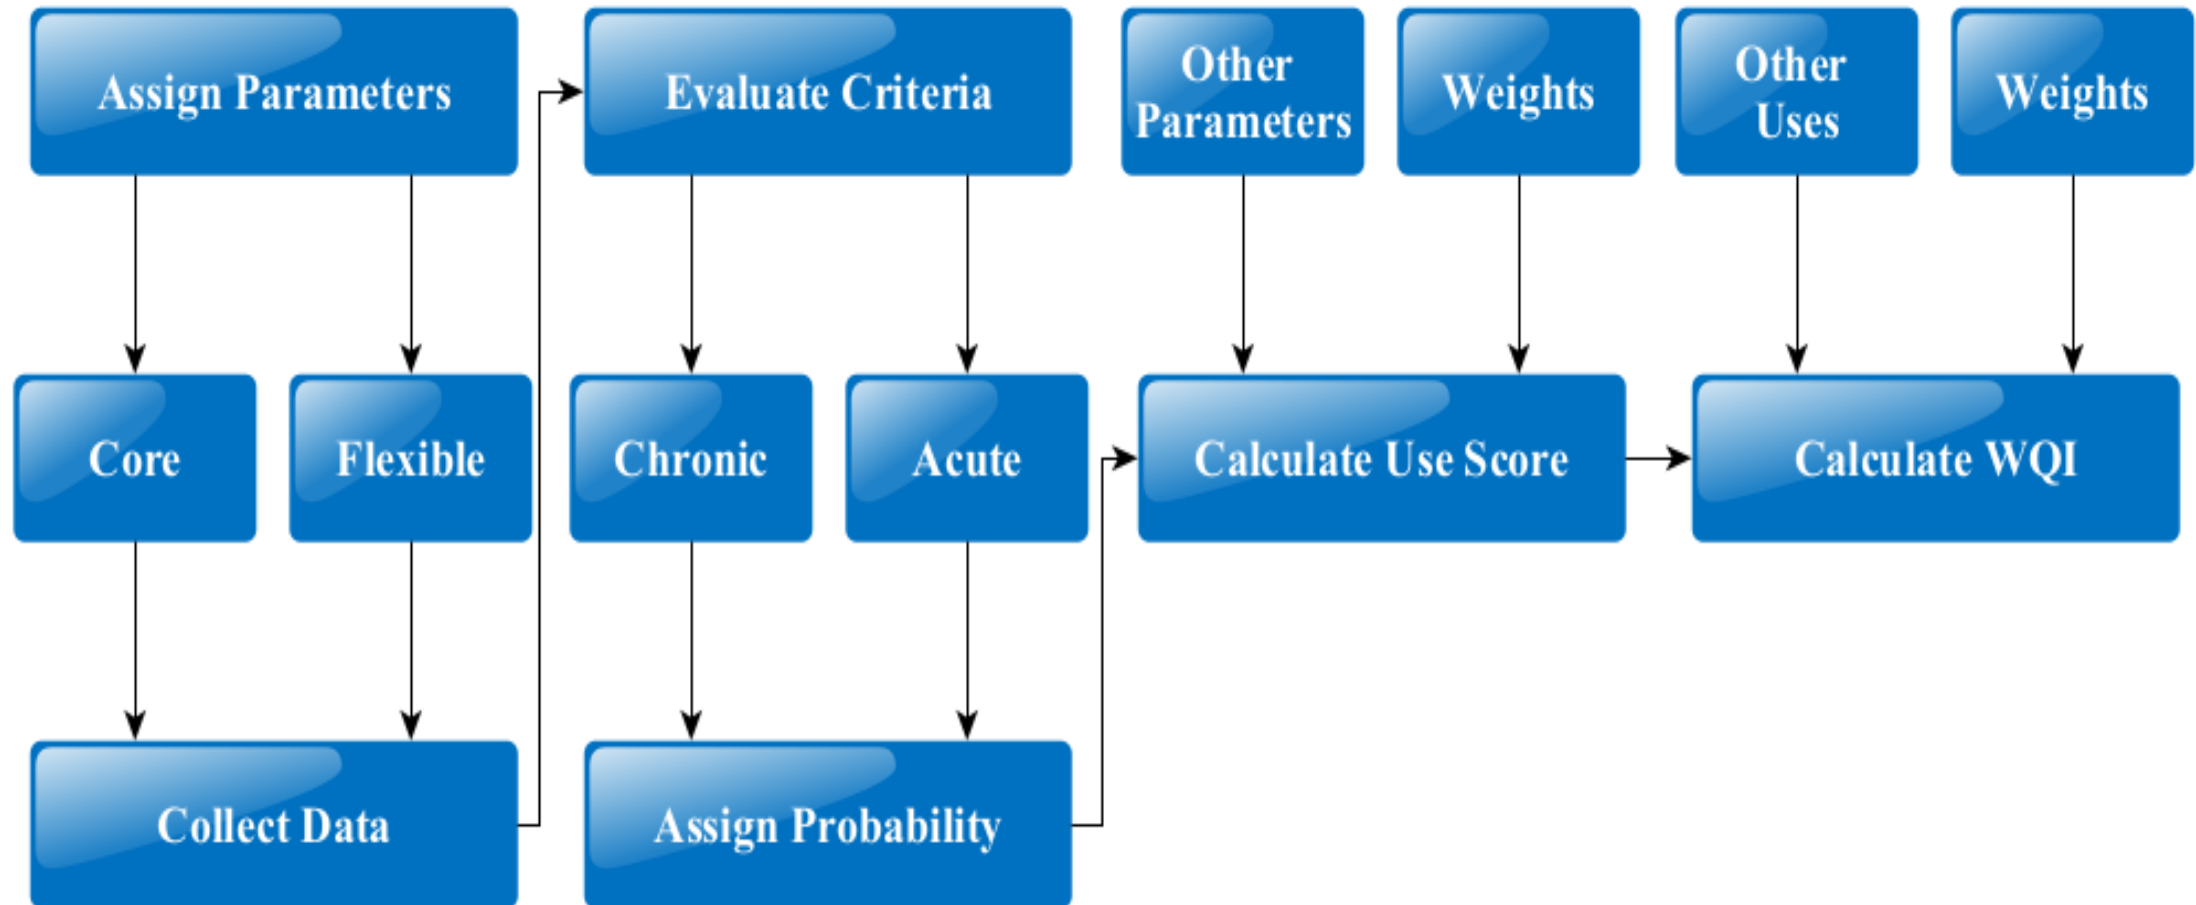 Assign Parameters
Evaluate Criteria
Other
Parameters
Weights
Other
Uses
Weights
Core
Flexible
Chronic
Acute
Calculate Use Score
Calculate WQI
Collect Data
Assign Probability